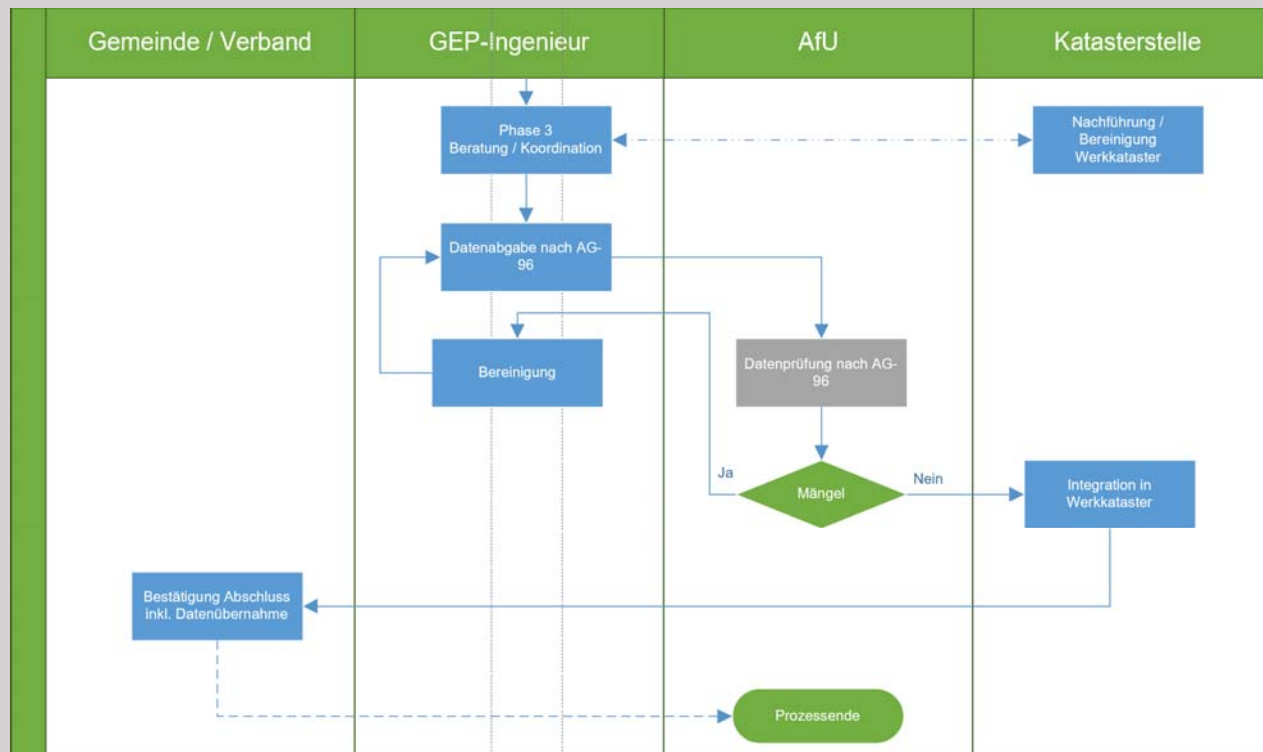 Gemeinde / Verband
GEP-Ingenieur
AfU
Katasterstelle
Phase 3
Beratung / Koordination
Nachführung /
Bereinigung
Werkkataster
Datenabgabe nach AG-
96
Bereinigung
Datenprüfung nach AG-
96
Ja
Mängel
Nein
Integration in
Werkkataster
Bestätigung Abschluss
inkl. Datenübernahme
Prozessende